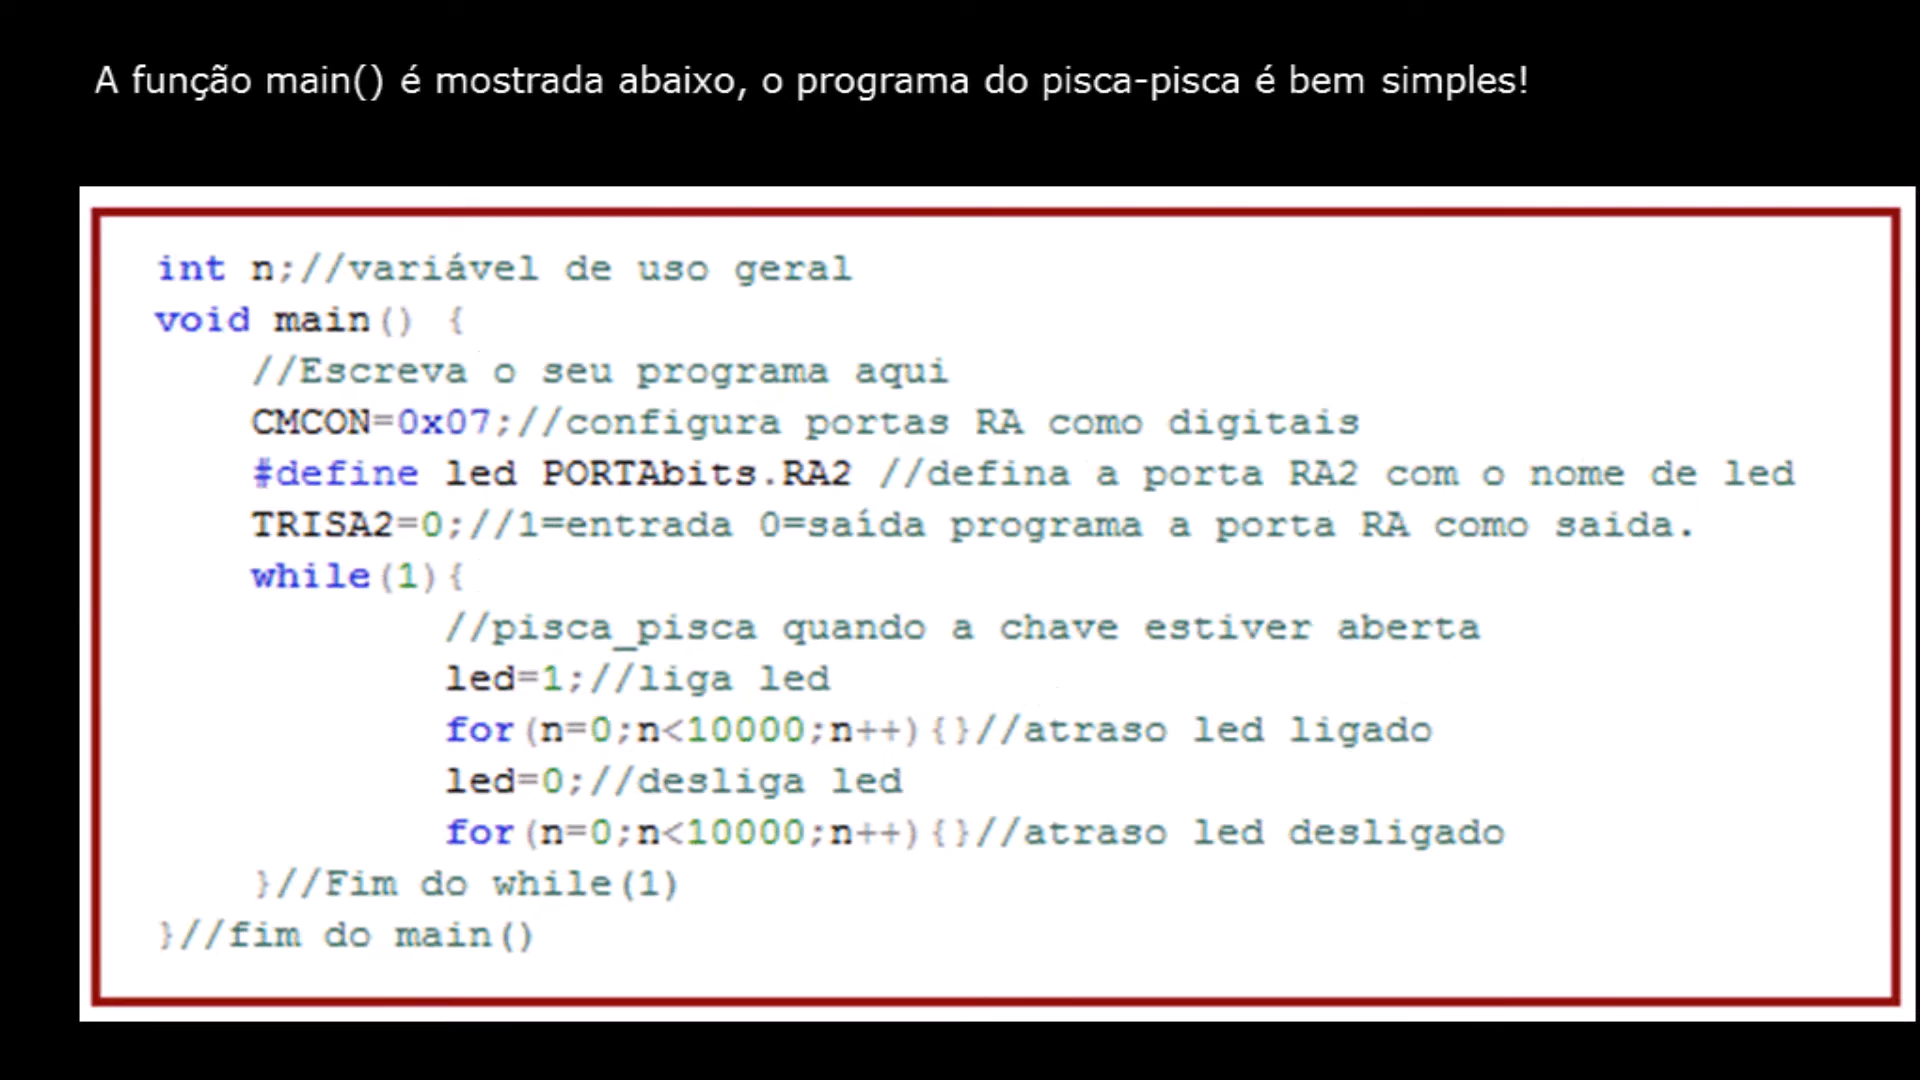 A função main() é mostrada abaixo, o programa do pisca-pisca é bem simples!
int n;//variável de uso geral
void main() {
//Escreva o seu programa aqui
CMCON=0x07;//configura portas RA como digitais
#define led PORTAbits.RA2 //defina a porta RA2 com o nome de led
TRISA2=0;//1=entrada 0=saída programa a porta RA como saida.
while(1){
//pisca_pisca quando a chave estiver aberta
led=1;//liga led
for(n=0;n<10000;n++){}//atraso led ligado
led=0;//desliga led
for(n=0;n<10000;n++){}//atraso led desligado
}//Fim do while(1)
}//fim do main()